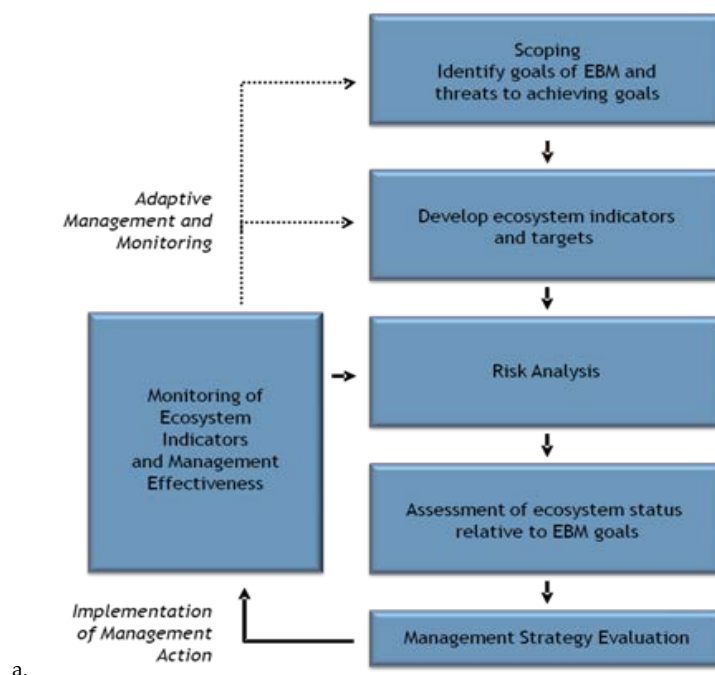 Scoping
Identify goals of EBM and
threats to achieving goals
Adaptive
Management and
Monitoring
Develop ecosystem indicators
and targets
Monitoring of
Ecosystem
Indicators
and Management
Effectiveness
Risk Analysis
Assessment of ecosystem status
relative to EBM goals
Implementation
of Management
Action
Management Strategy Evaluation
a.